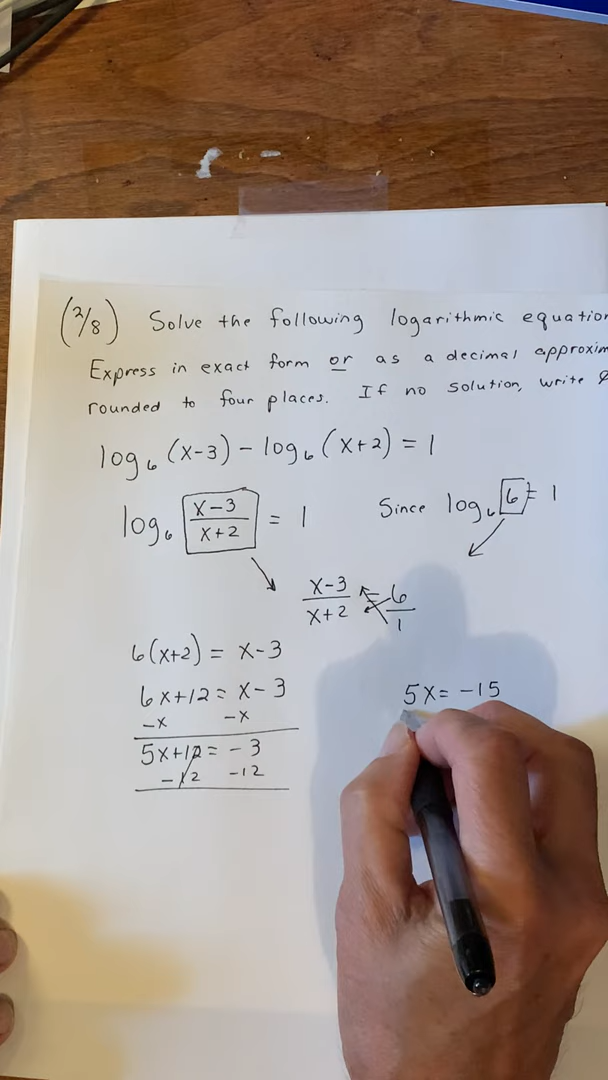 (2/8) Solve the following logarithmic equation
Express in exact form or as a decimal approxim
rounded to four places. If no solution, write
log₆(x-3) - log₆(x+2) = 1
log₆ (x-3)/(x+2) = 1
Since log₆ 6 = 1
(x-3)/(x+2) = 6/1
6(x+2) = x-3
6x+12 = x-3
-x -x
5x+12 = -3
-12 -12
5x = -15